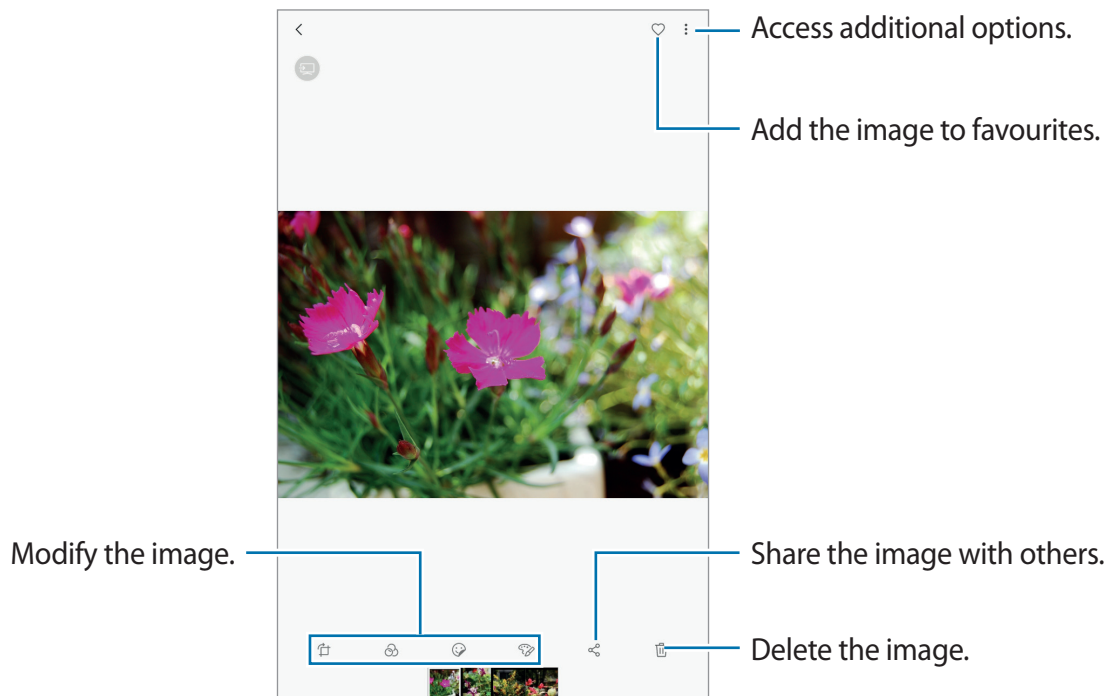 Access additional options.
Add the image to favourites.
Modify the image.
Share the image with others.
Delete the image.